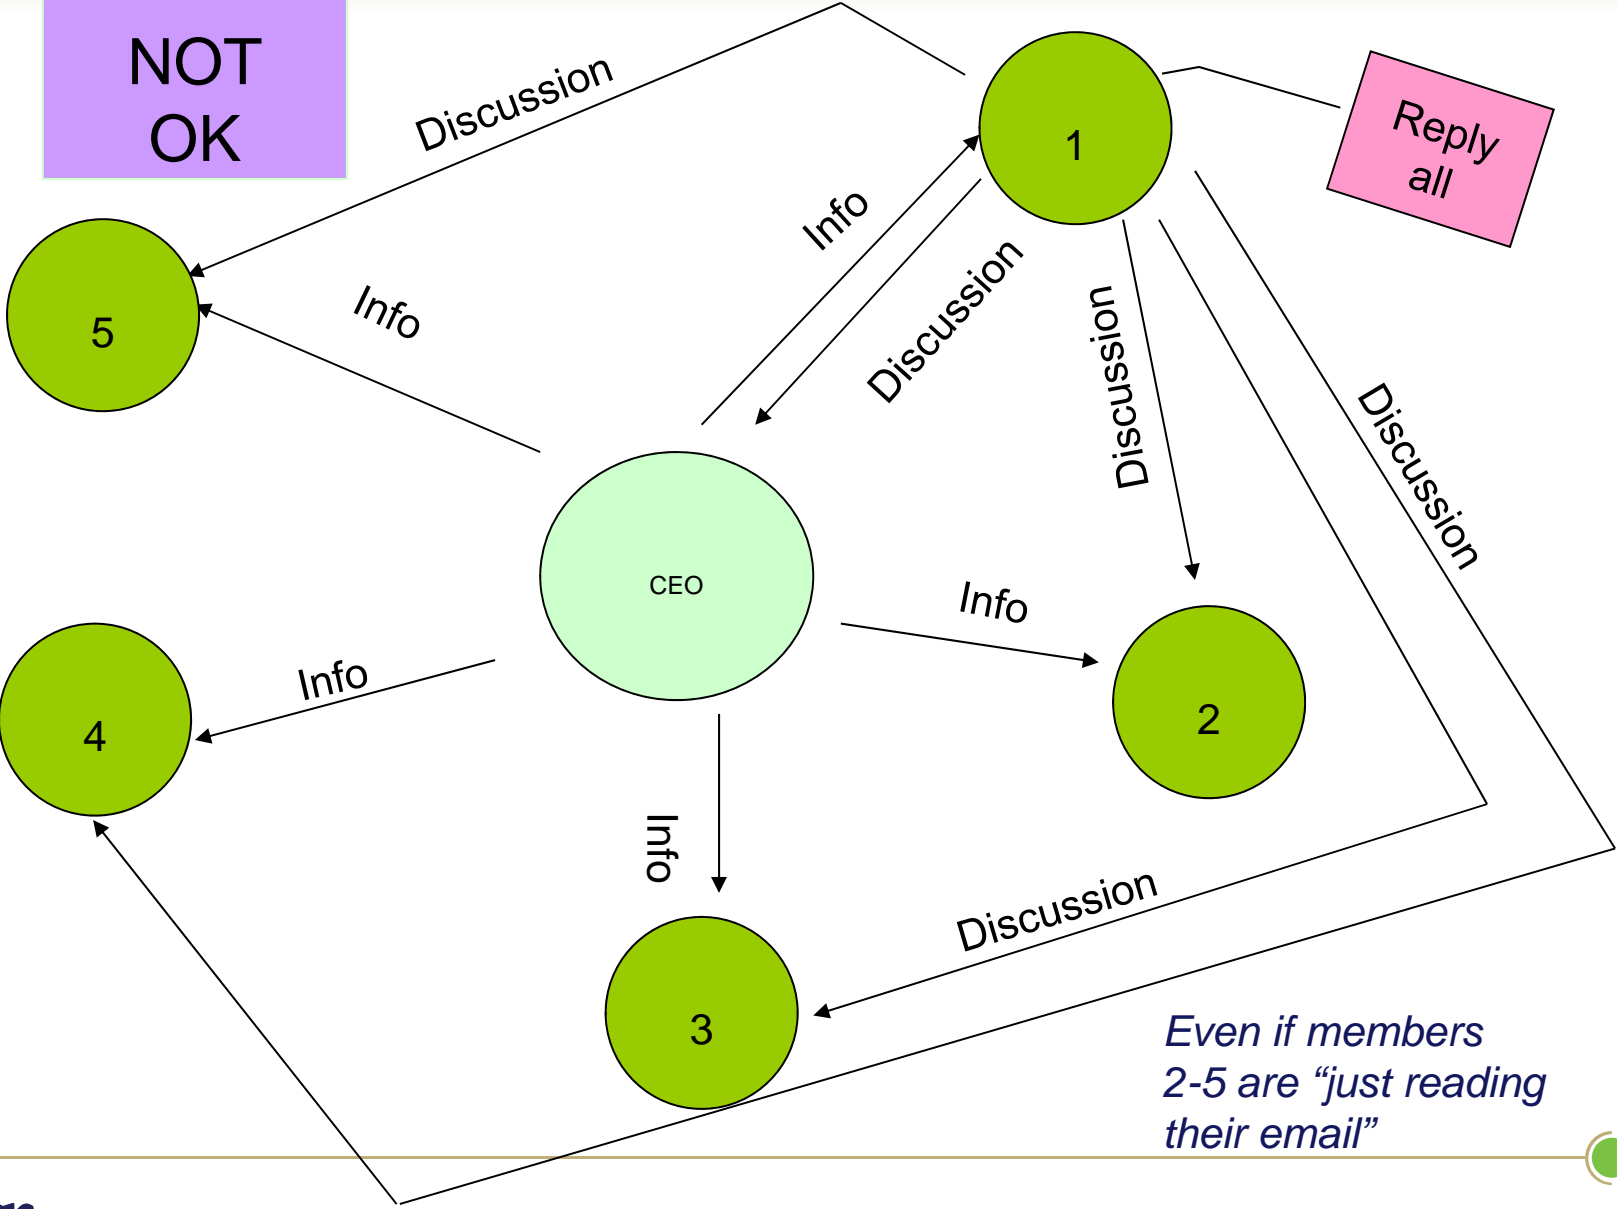 NOT
OK
Discussion
1
Reply
all
Info
Discussion
Discussion
5
Info
Discussion
CEO
Info
2
4
Info
Info
Discussion
3
Even if members
2-5 are “just reading
their email”